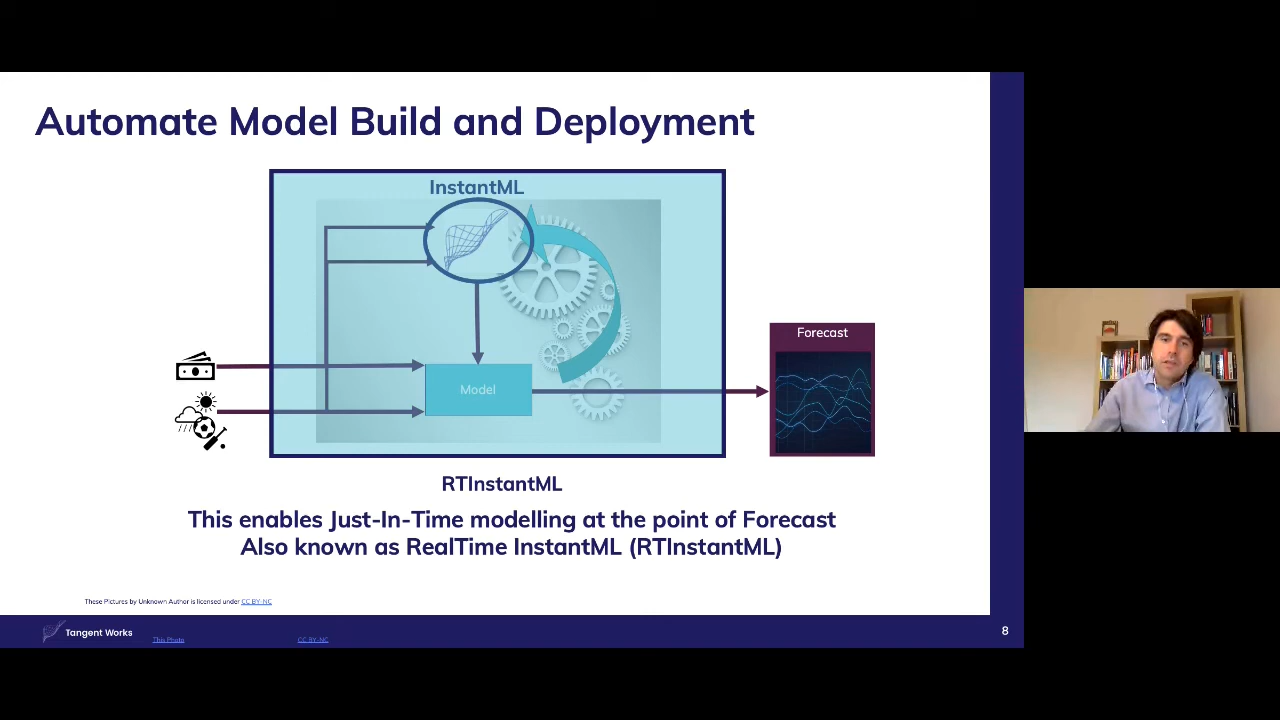 Automate Model Build and Deployment
InstantML
Model
Forecast
RTInstantML
This enables Just-In-Time modelling at the point of Forecast
Also known as RealTime InstantML (RTInstantML)
These Pictures by Unknown Author is licensed under CC BY-NC
Tangent Works
This Photo
CC BY-NC
8